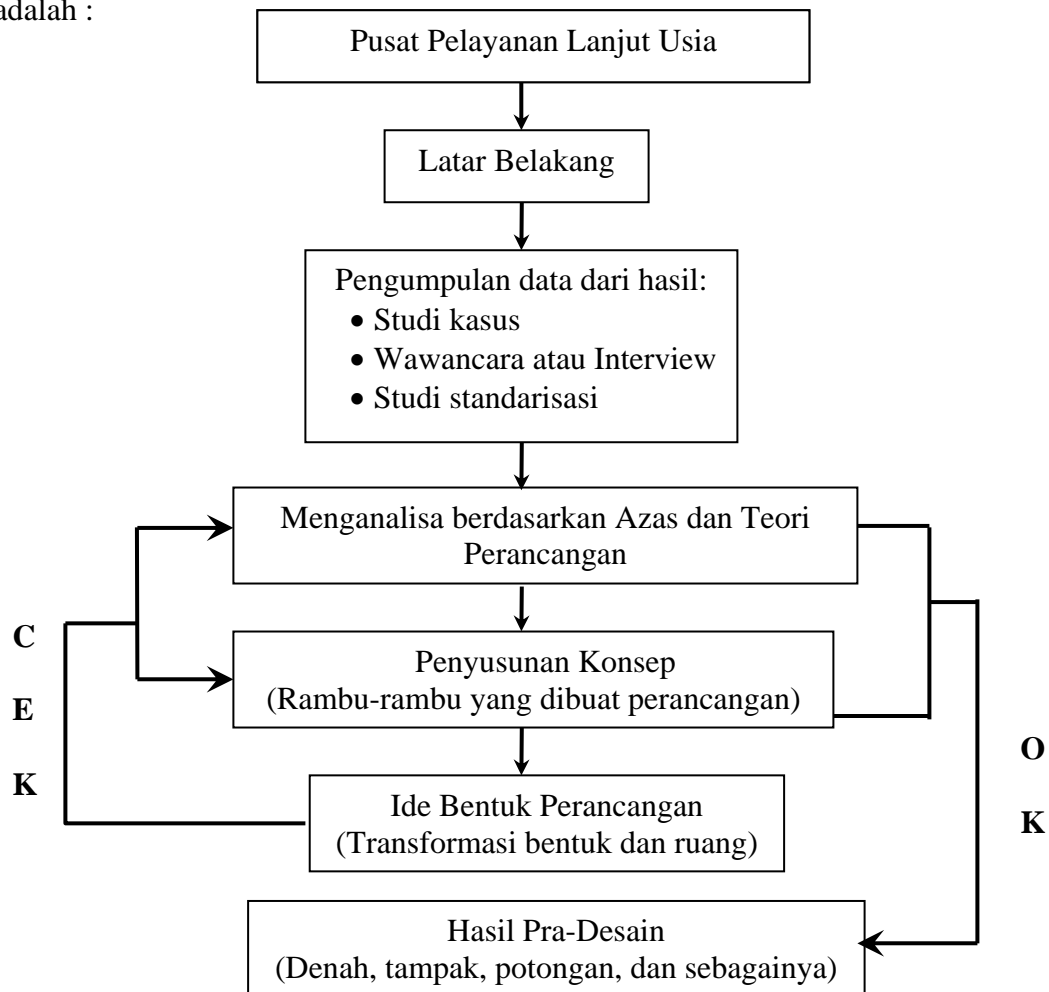 adalah :
Pusat Pelayanan Lanjut Usia
Latar Belakang
Pengumpulan data dari hasil:
• Studi kasus
• Wawancara atau Interview
• Studi standarisasi
Menganalisa berdasarkan Azas dan Teori
Perancangan
Penyusunan Konsep
(Rambu-rambu yang dibuat perancangan)
Ide Bentuk Perancangan
(Transformasi bentuk dan ruang)
Hasil Pra-Desain
(Denah, tampak, potongan, dan sebagainya)
C
E
K
O
K